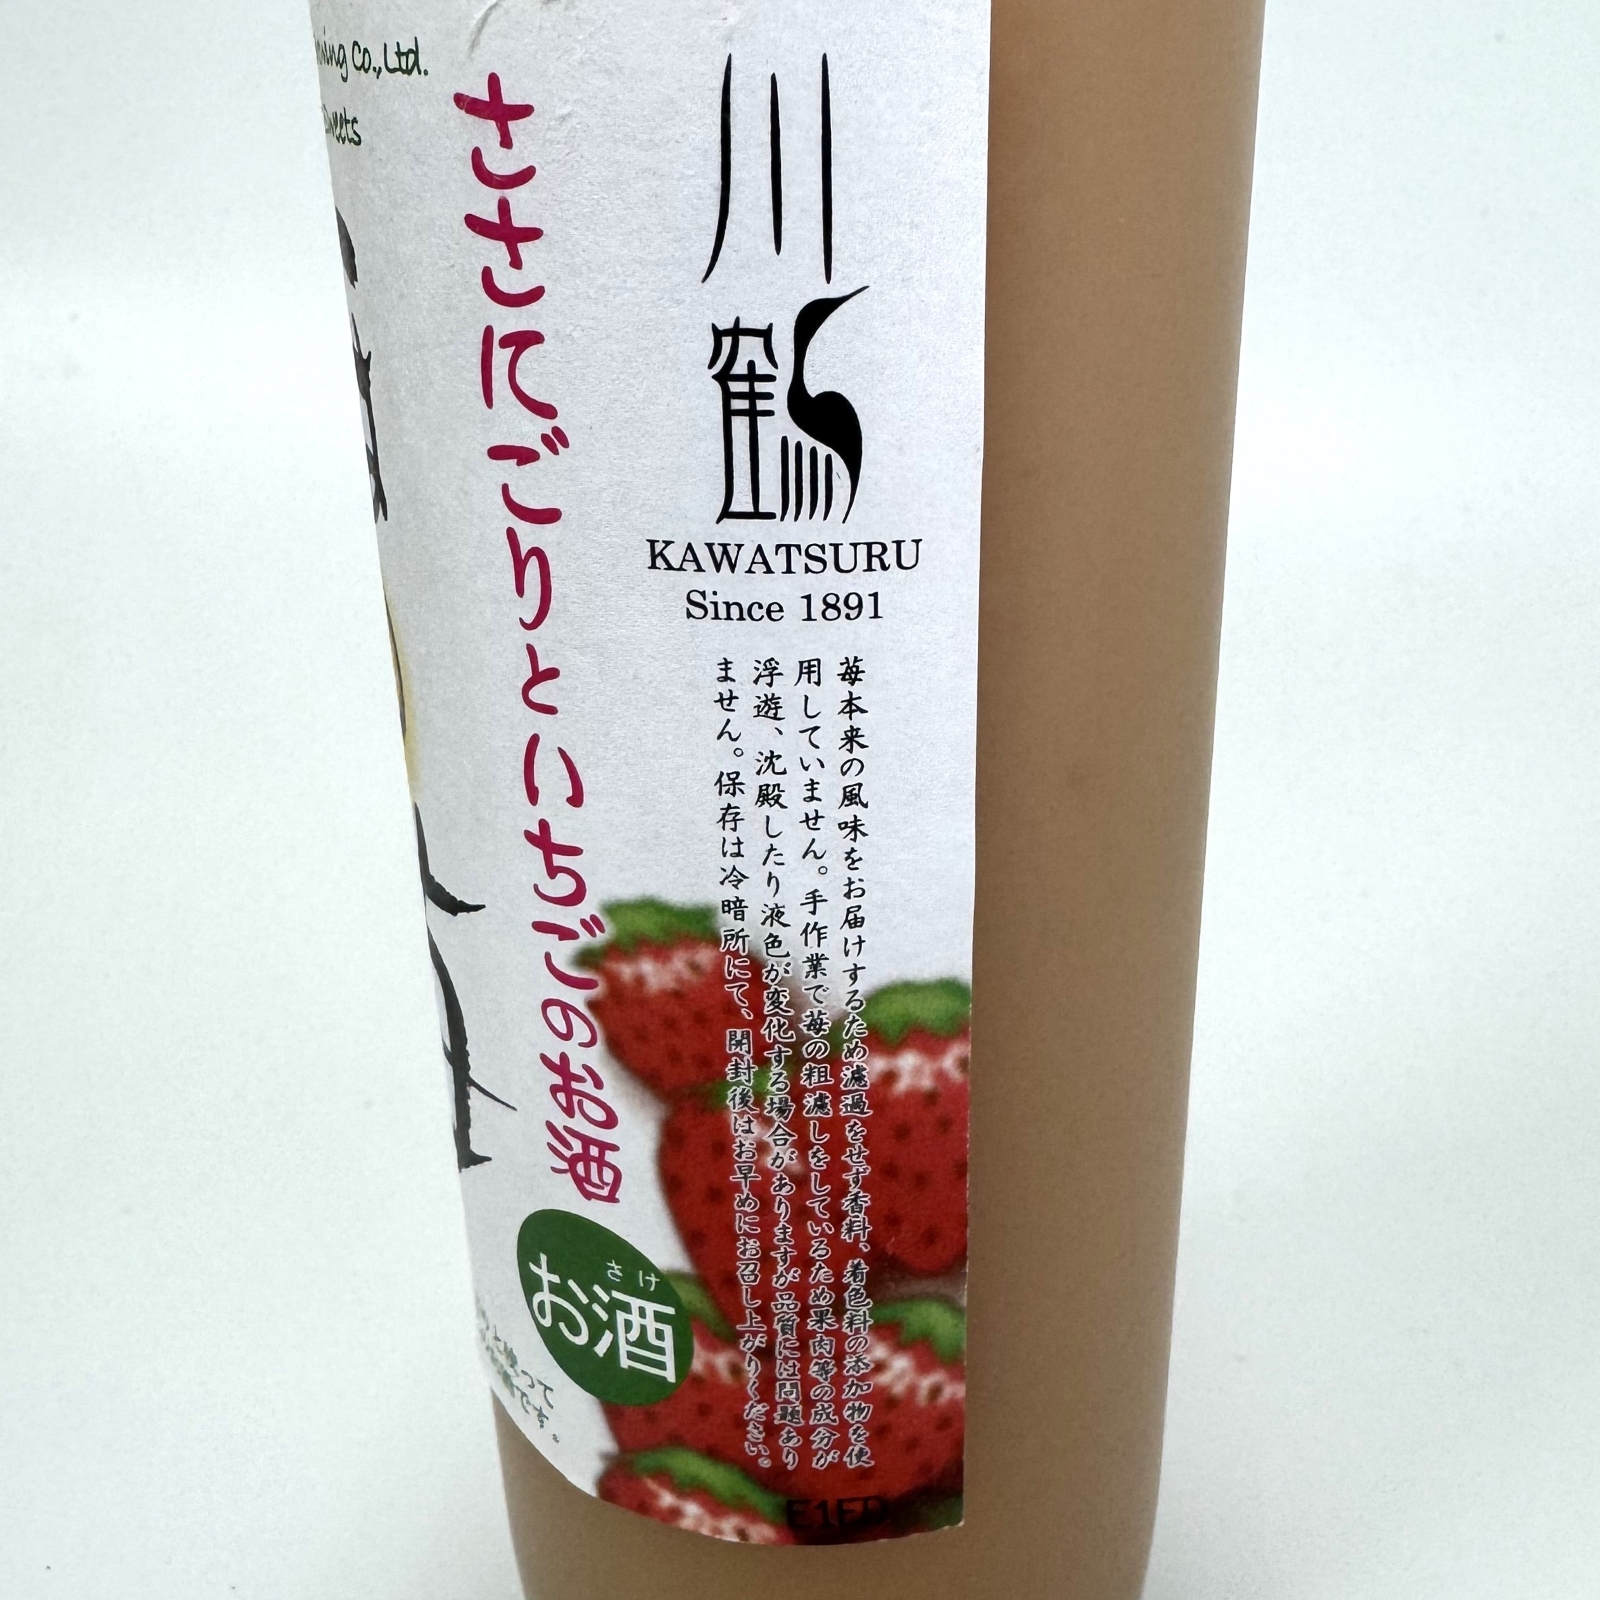 Co.,Ltd.
ささにごりといちごのお酒
川鶴
KAWATSURU
Since 1891
苺本来の風味をお届けするため濾過をせず香料、着色料の添加物を使
用していません。手作業で苺の粗濾しをしているため果肉等の成分が
浮遊、沈殿したり液色が変化する場合がありますが品質には問題あり
ません。保存は冷暗所にて、開封後はお早めにお召し上がりください。
さけ
お酒
です。